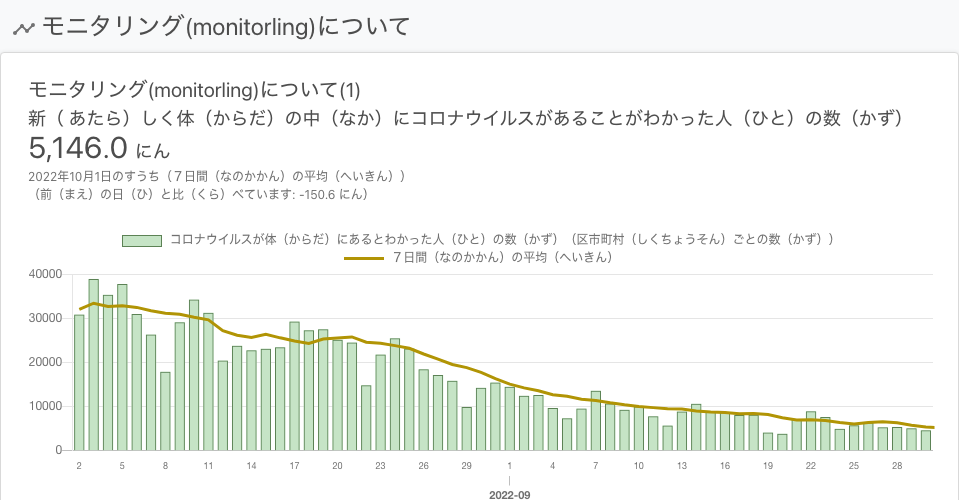 モニタリング(monitorling)について
モニタリング(monitorling)について(1)
新（ あたら）しく体（からだ）の中（なか）にコロナウイルスがあることがわかった人（ひと）の数（かず）
5,146.0 にん
2022年10月1日のすうち（７日間（なのかかん）の平均（へいきん））
（前（まえ）の日（ひ）と比（くら）べています: -150.6 にん）
コロナウイルスが体（からだ）にあるとわかった人（ひと）の数（かず）（区市町村（しくちょうそん）ごとの数（かず））
７日間（なのかかん）の平均（へいきん）
40000
30000
20000
10000
0
2 5 8 11 14 17 20 23 26 29 1 4 7 10 13 16 19 22 25 28
2022-09